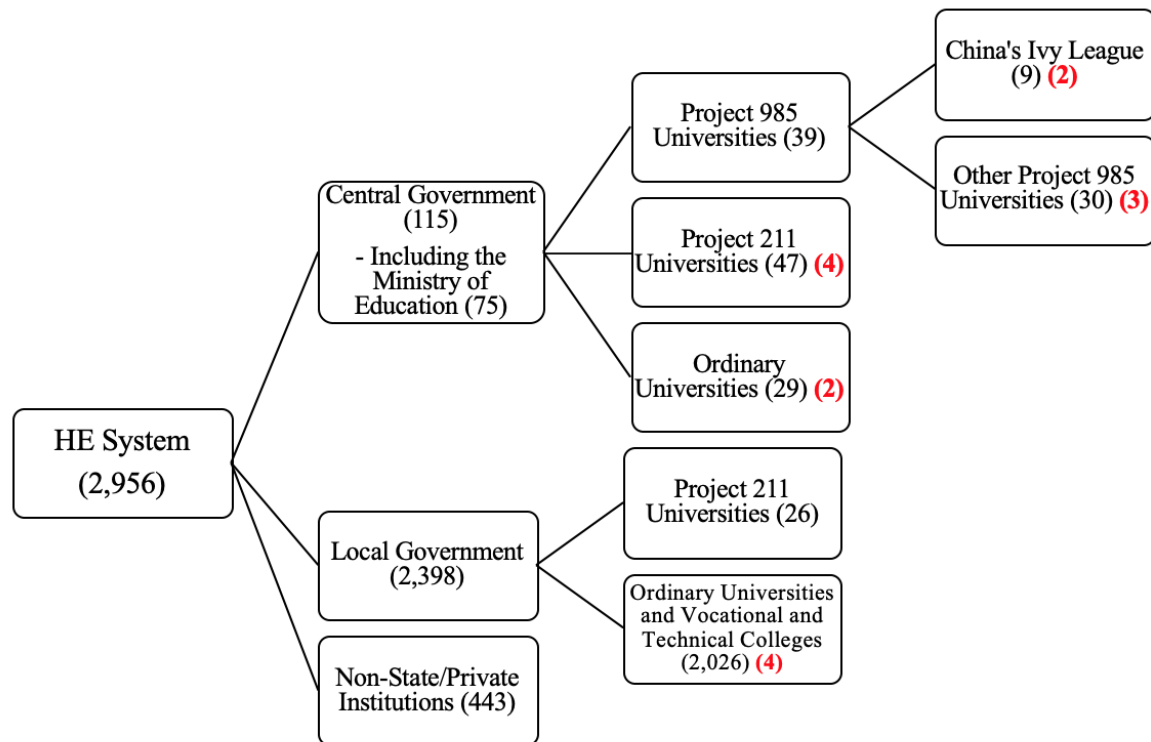 HE System
(2,956)
Central Government
(115)
- Including the
Ministry of
Education (75)
Project 985
Universities (39)
China's Ivy League
(9) (2)
Other Project 985
Universities (30) (3)
Project 211
Universities (47) (4)
Ordinary
Universities (29) (2)
Local Government
(2,398)
Project 211
Universities (26)
Ordinary Universities
and Vocational and
Technical Colleges
(2,026) (4)
Non-State/Private
Institutions (443)